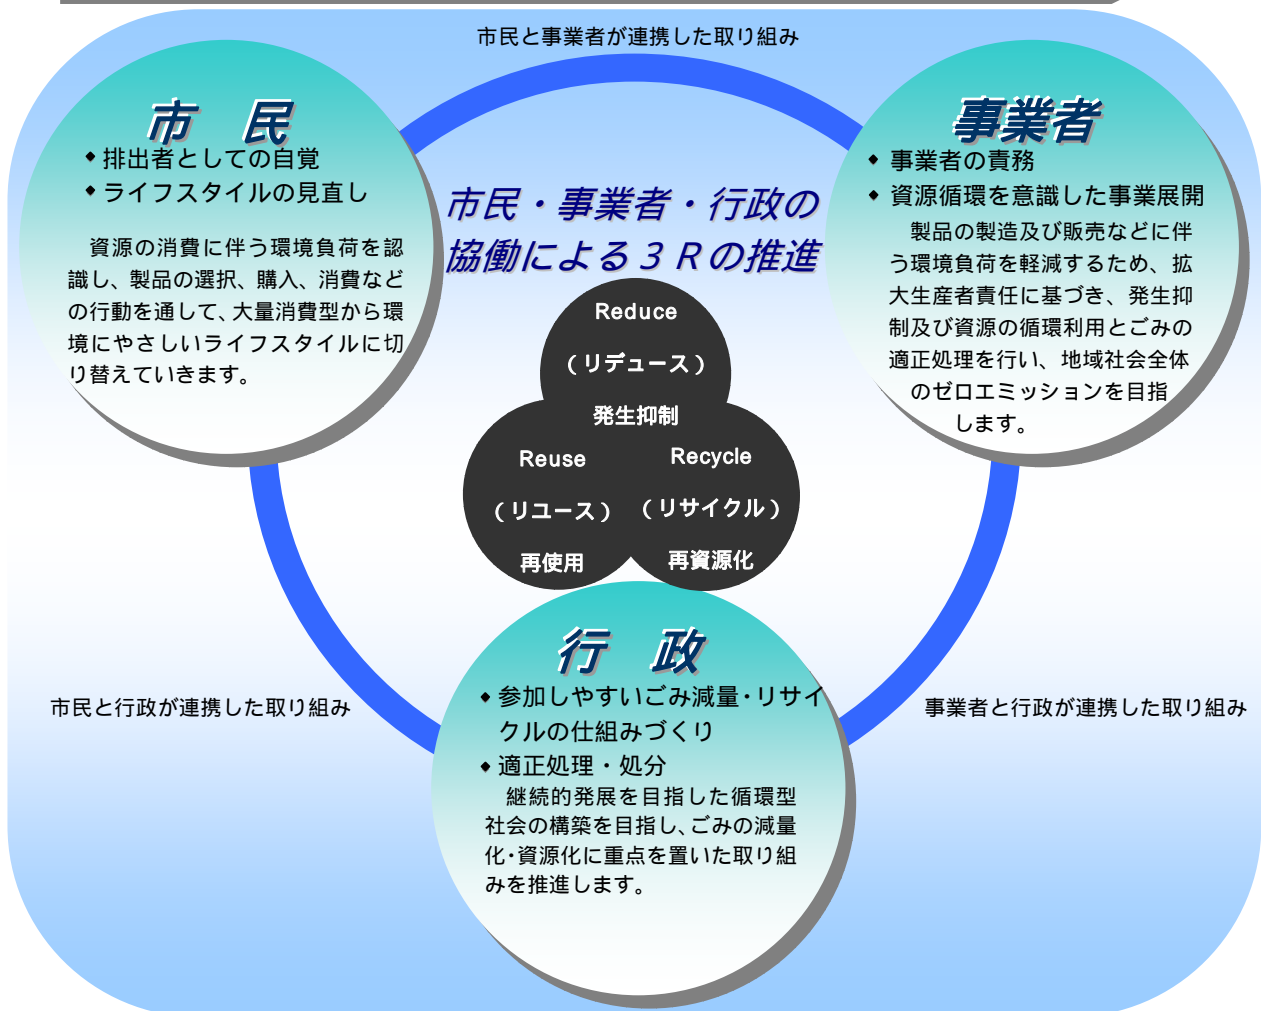 市民と事業者が連携した取り組み
市　民
◆ 排出者としての自覚
◆ ライフスタイルの見直し
資源の消費に伴う環境負荷を認
識し、製品の選択、購入、消費など
の行動を通して、大量消費型から環
境にやさしいライフスタイルに切
り替えていきます。
事業者
◆ 事業者の責務
◆ 資源循環を意識した事業展開
製品の製造及び販売などに伴
う環境負荷を軽減するため、拡
大生産者責任に基づき、発生抑
制及び資源の循環利用とごみの
適正処理を行い、地域社会全体
のゼロエミッションを目指
します。
市民・事業者・行政の
協働による３Ｒの推進
Reduce
（リデュース）
発生抑制
Reuse
（リユース）
再使用
Recycle
（リサイクル）
再資源化
行　政
◆ 参加しやすいごみ減量・リサイ
クルの仕組みづくり
◆ 適正処理・処分
継続的発展を目指した循環型
社会の構築を目指し、ごみの減量
化・資源化に重点を置いた取り組
みを推進します。
市民と行政が連携した取り組み
事業者と行政が連携した取り組み